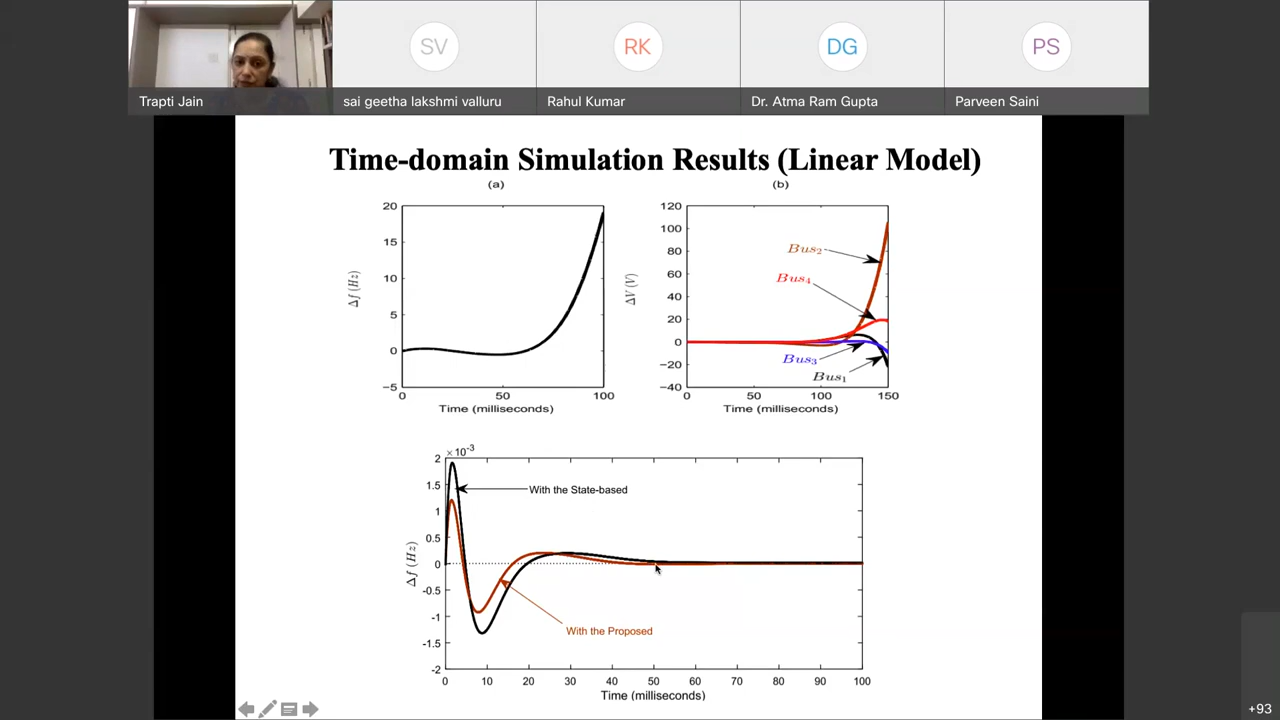 SV
RK
DG
PS
Trapti Jain
sai geetha lakshmi valluru
Rahul Kumar
Dr. Atma Ram Gupta
Parveen Saini
Time-domain Simulation Results (Linear Model)
(a)
(b)
20
15
10
5
0
−5
Δf (Hz)
0
50
100
Time (milliseconds)
120
100
80
60
40
20
0
−20
−40
ΔV (V)
Bus₂
Bus₄
Bus₃
Bus₁
0
50
100
150
Time (milliseconds)
× 10⁻³
2
1.5
1
0.5
0
-0.5
-1
-1.5
-2
Δf (Hz)
With the State-based
With the Proposed
0 10 20 30 40 50 60 70 80 90 100
Time (milliseconds)
+93